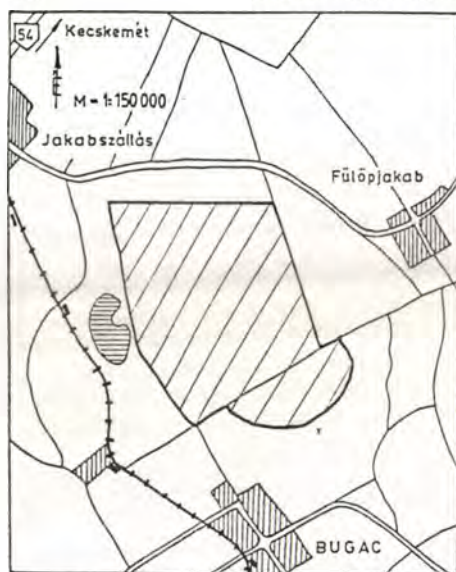 54
Kecskemét
É
M = 1:150 000
Jakabszállás
Fülöpjakab
BUGAC